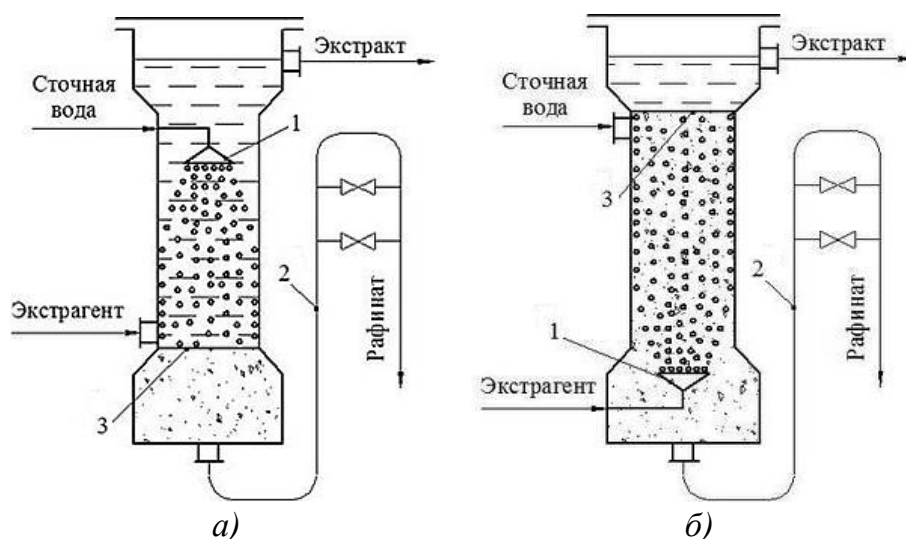 Экстракт
Сточная
вода
1
Экстрагент
2
3
Рафинат
а)
Экстракт
Сточная
вода
3
2
1
Экстрагент
Рафинат
б)